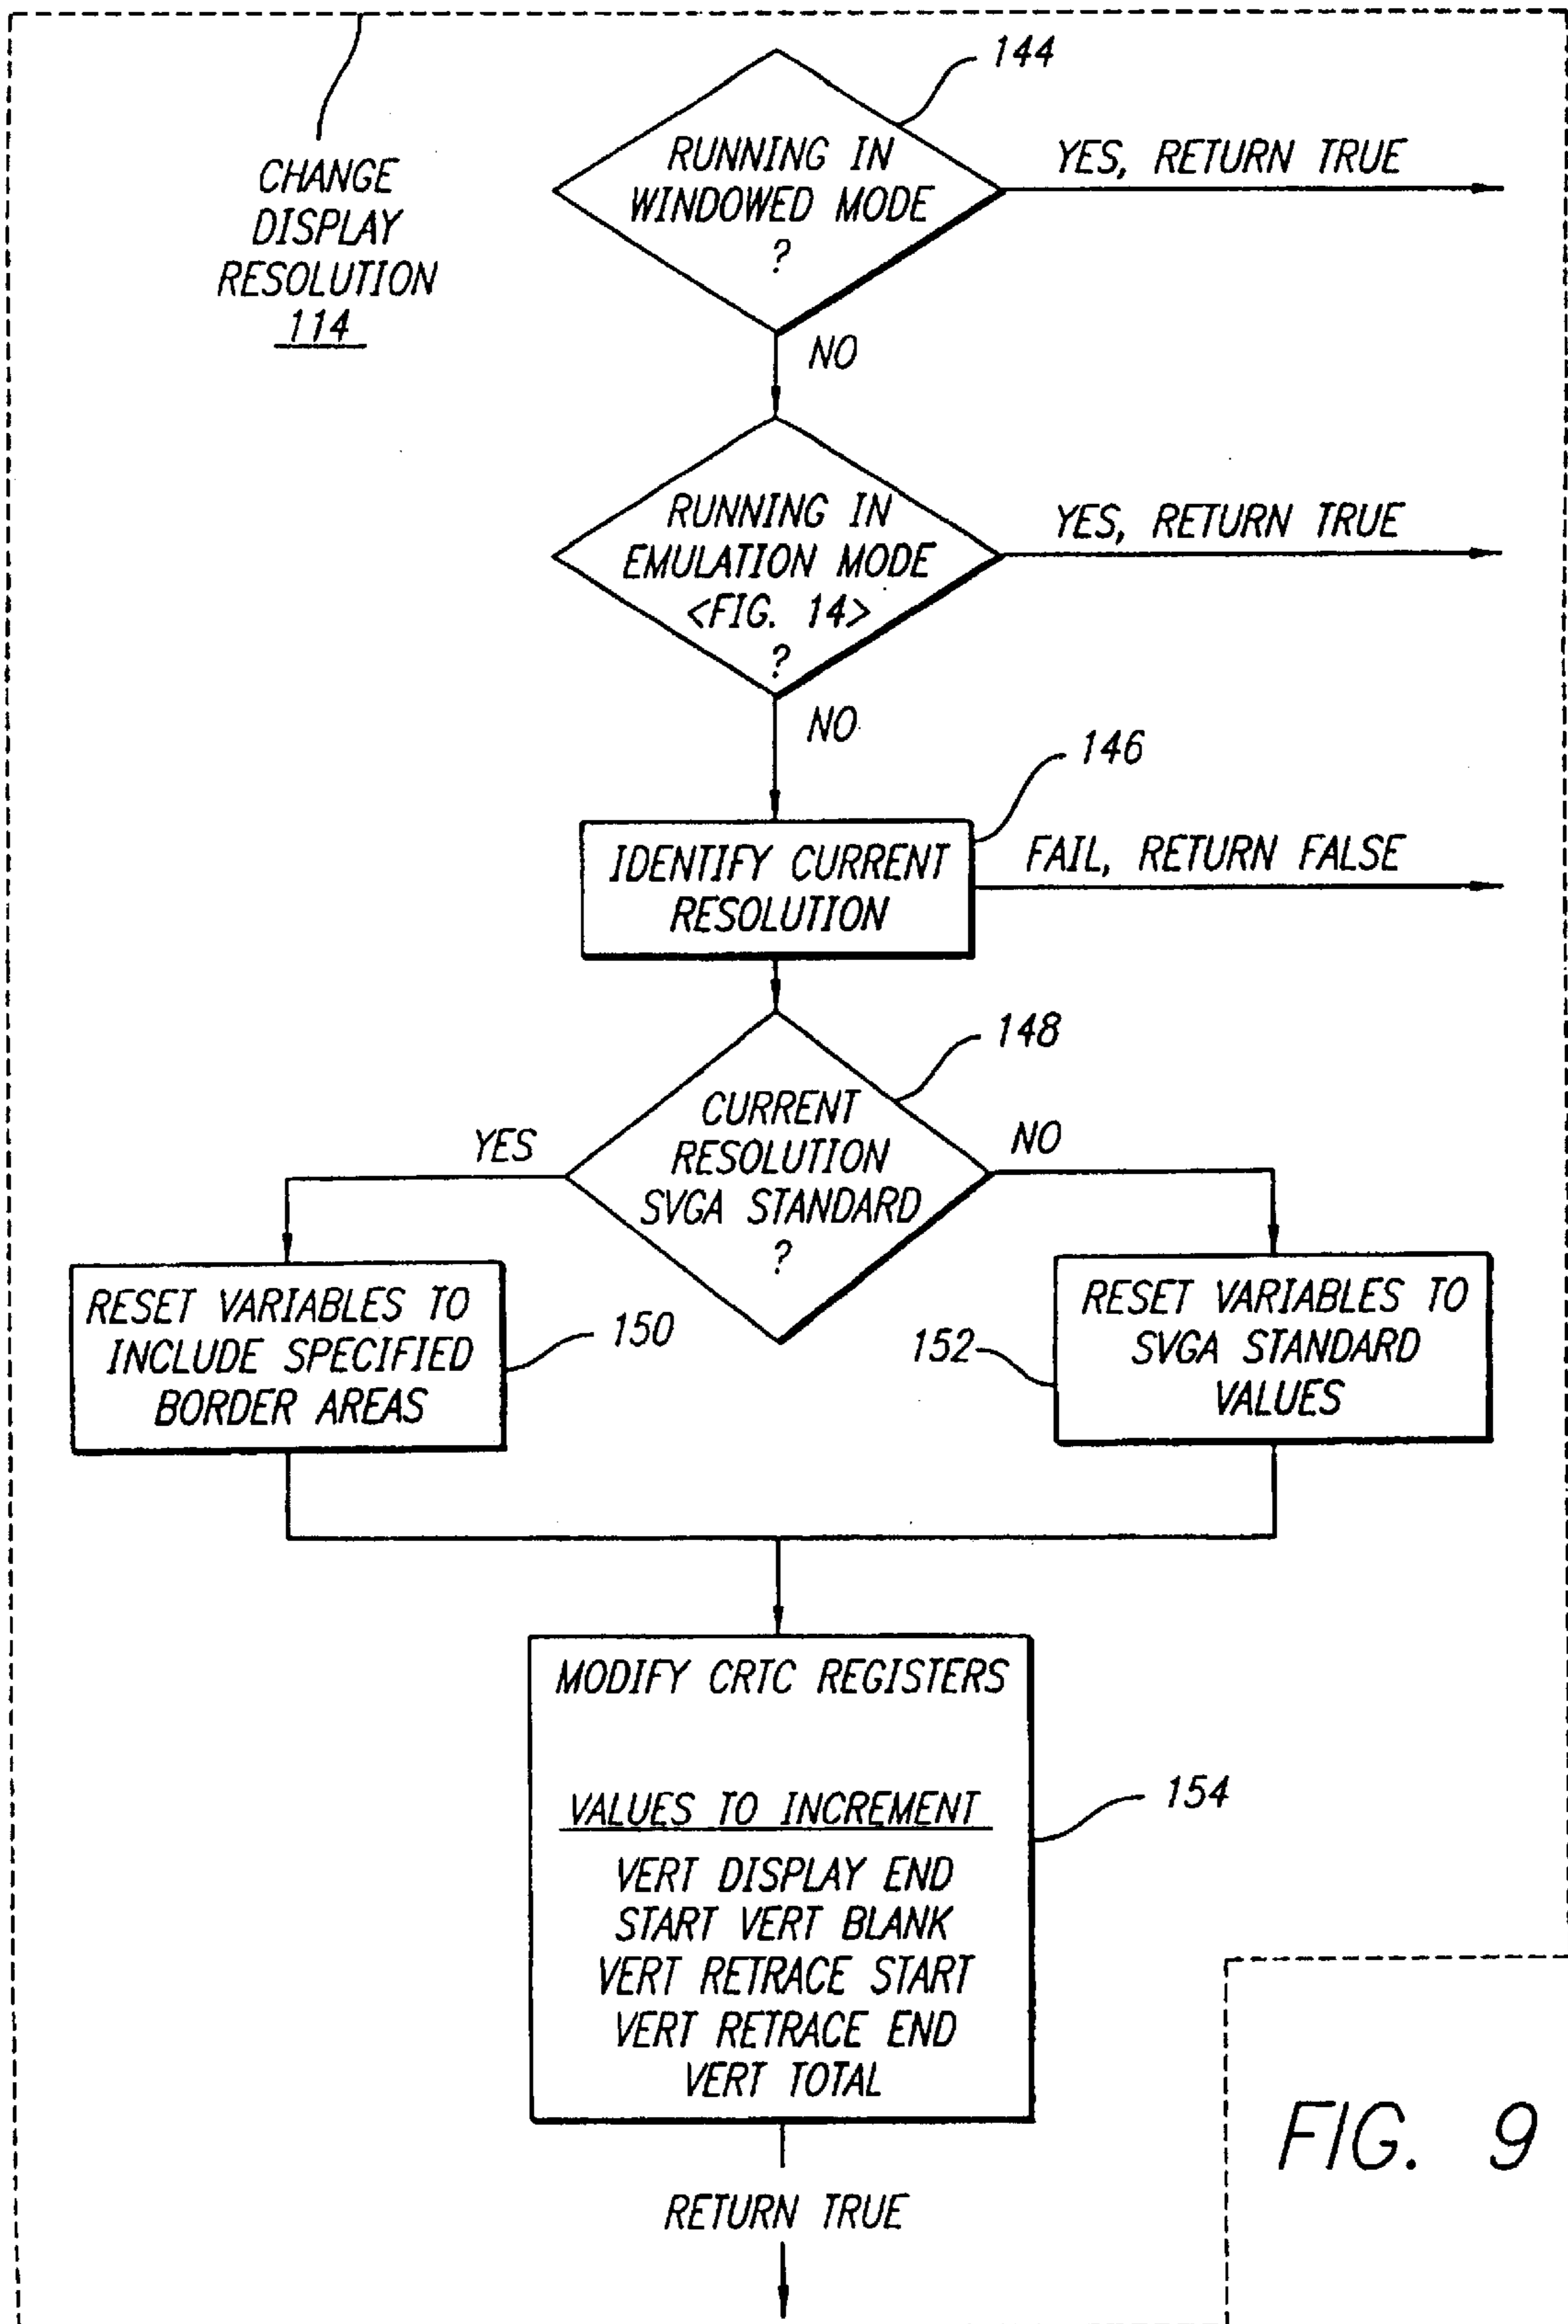 144
RUNNING IN
WINDOWED MODE
?
YES, RETURN TRUE
CHANGE
DISPLAY
RESOLUTION
114
NO
RUNNING IN
EMULATION MODE
<FIG. 14>
?
YES, RETURN TRUE
NO
146
IDENTIFY CURRENT
RESOLUTION
FAIL, RETURN FALSE
148
CURRENT
RESOLUTION
SVGA STANDARD
?
YES
NO
RESET VARIABLES TO
INCLUDE SPECIFIED
BORDER AREAS
150
152
RESET VARIABLES TO
SVGA STANDARD
VALUES
MODIFY CRTC REGISTERS
VALUES TO INCREMENT
VERT DISPLAY END
START VERT BLANK
VERT RETRACE START
VERT RETRACE END
VERT TOTAL
154
RETURN TRUE
FIG. 9